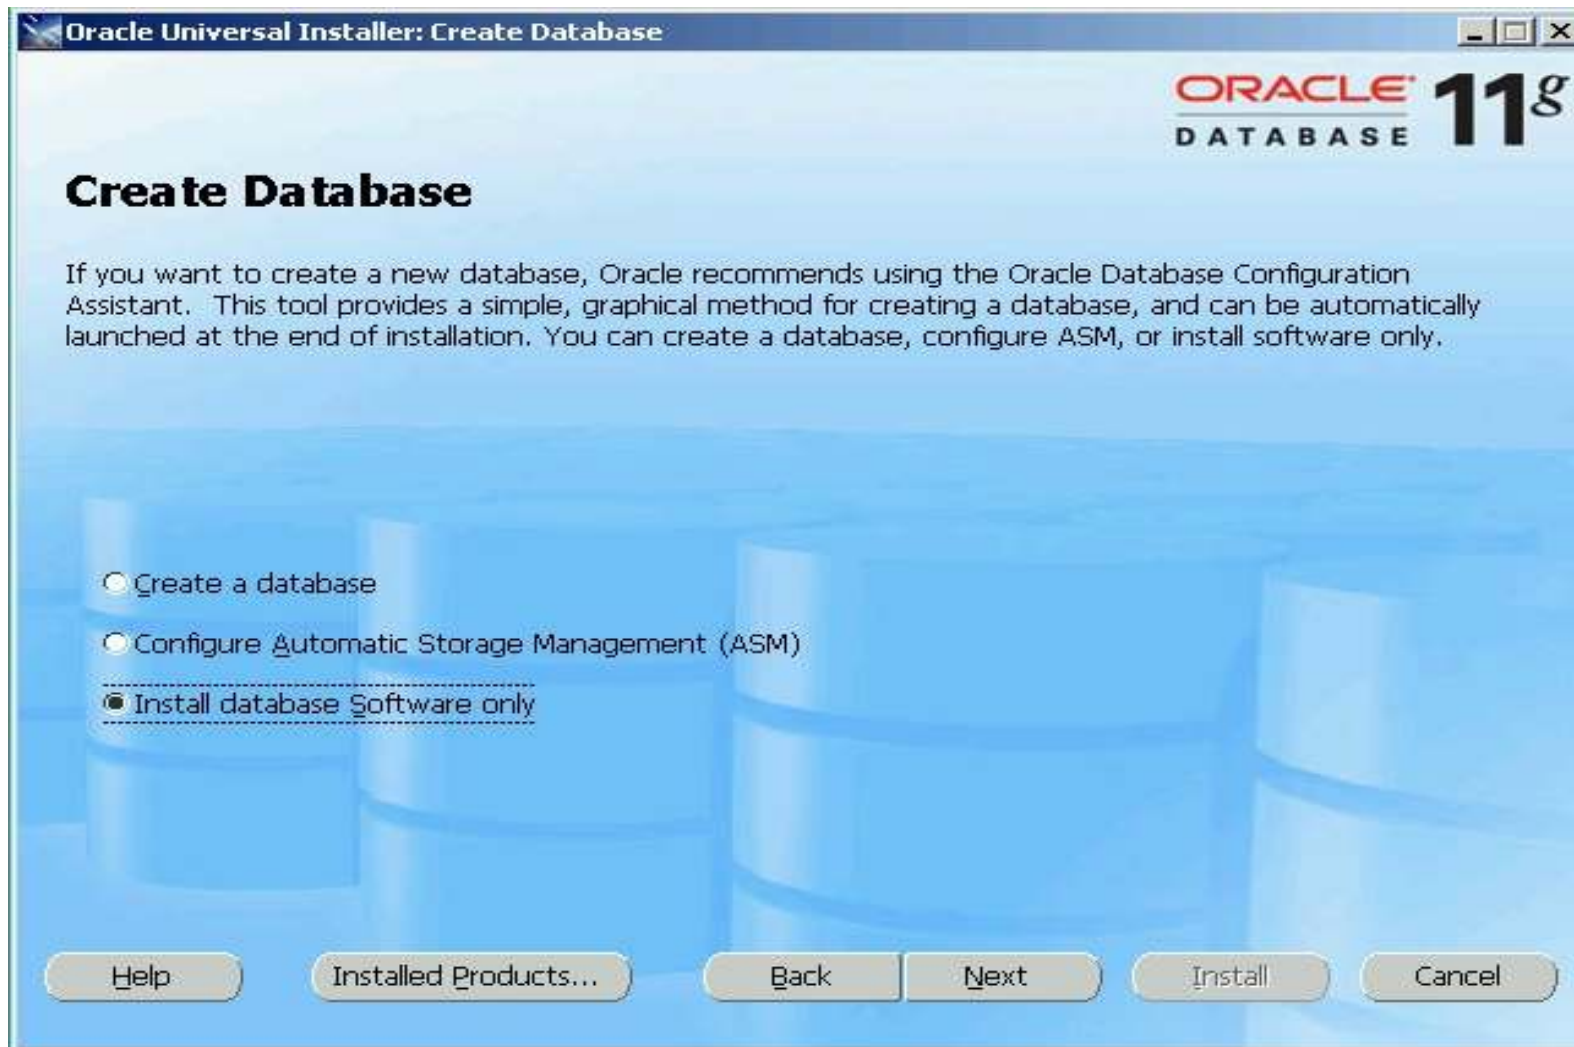 Oracle Universal Installer: Create Database
ORACLE 11g
DATABASE
Create Database
If you want to create a new database, Oracle recommends using the Oracle Database Configuration
Assistant. This tool provides a simple, graphical method for creating a database, and can be automatically
launched at the end of installation. You can create a database, configure ASM, or install software only.
Create a database
Configure Automatic Storage Management (ASM)
Install database Software only
Help Installed Products... Back Next Install Cancel